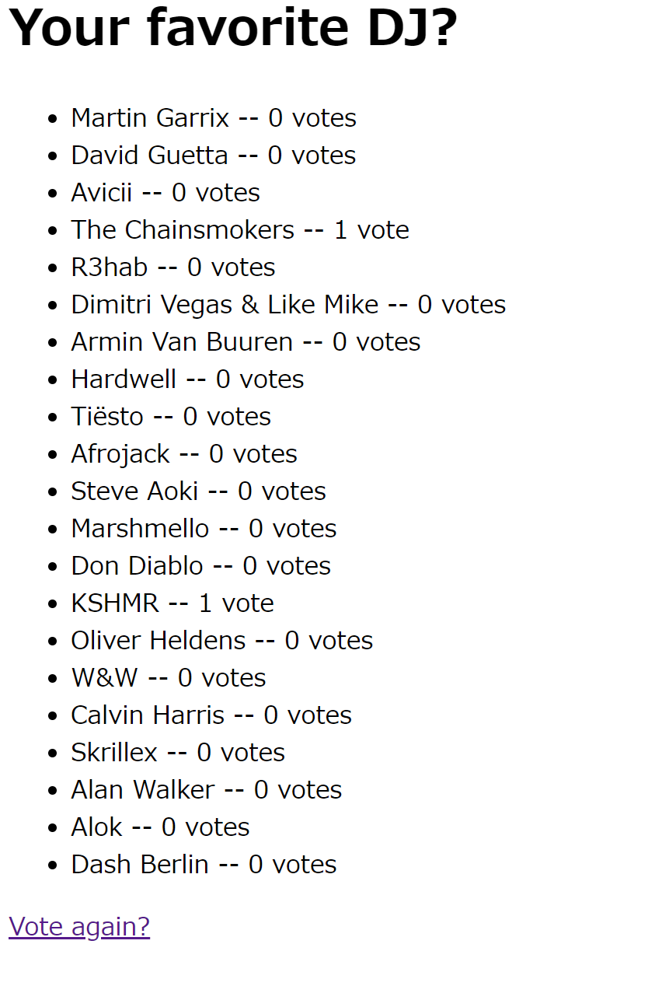 Your favorite DJ?
• Martin Garrix -- 0 votes
• David Guetta -- 0 votes
• Avicii -- 0 votes
• The Chainsmokers -- 1 vote
• R3hab -- 0 votes
• Dimitri Vegas & Like Mike -- 0 votes
• Armin Van Buuren -- 0 votes
• Hardwell -- 0 votes
• Tiësto -- 0 votes
• Afrojack -- 0 votes
• Steve Aoki -- 0 votes
• Marshmello -- 0 votes
• Don Diablo -- 0 votes
• KSHMR -- 1 vote
• Oliver Heldens -- 0 votes
• W&W -- 0 votes
• Calvin Harris -- 0 votes
• Skrillex -- 0 votes
• Alan Walker -- 0 votes
• Alok -- 0 votes
• Dash Berlin -- 0 votes
Vote again?